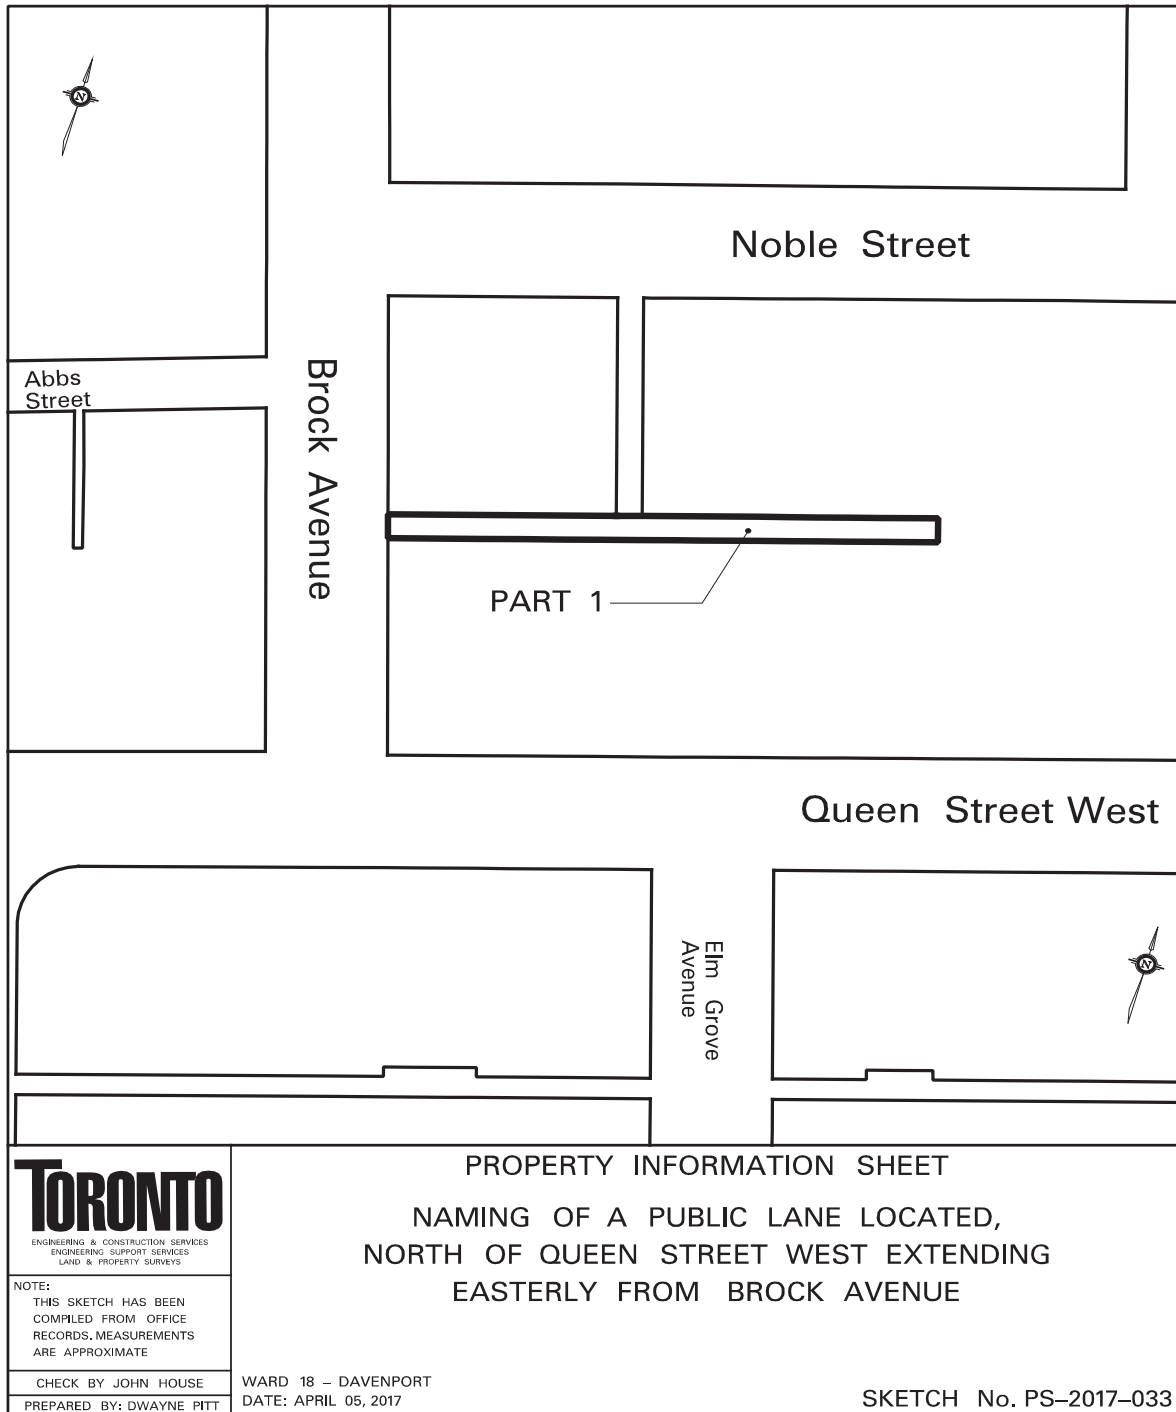 N
Noble Street
Abbs
Street
Brock Avenue
PART 1
Queen Street West
Elm Grove
Avenue
N
TORONTO
ENGINEERING & CONSTRUCTION SERVICES
ENGINEERING SUPPORT SERVICES
LAND & PROPERTY SURVEYS
NOTE:
THIS SKETCH HAS BEEN
COMPILED FROM OFFICE
RECORDS. MEASUREMENTS
ARE APPROXIMATE
CHECK BY JOHN HOUSE
PREPARED BY: DWAYNE PITT
PROPERTY INFORMATION SHEET
NAMING OF A PUBLIC LANE LOCATED,
NORTH OF QUEEN STREET WEST EXTENDING
EASTERLY FROM BROCK AVENUE
WARD 18 – DAVENPORT
DATE: APRIL 05, 2017
SKETCH No. PS–2017–033